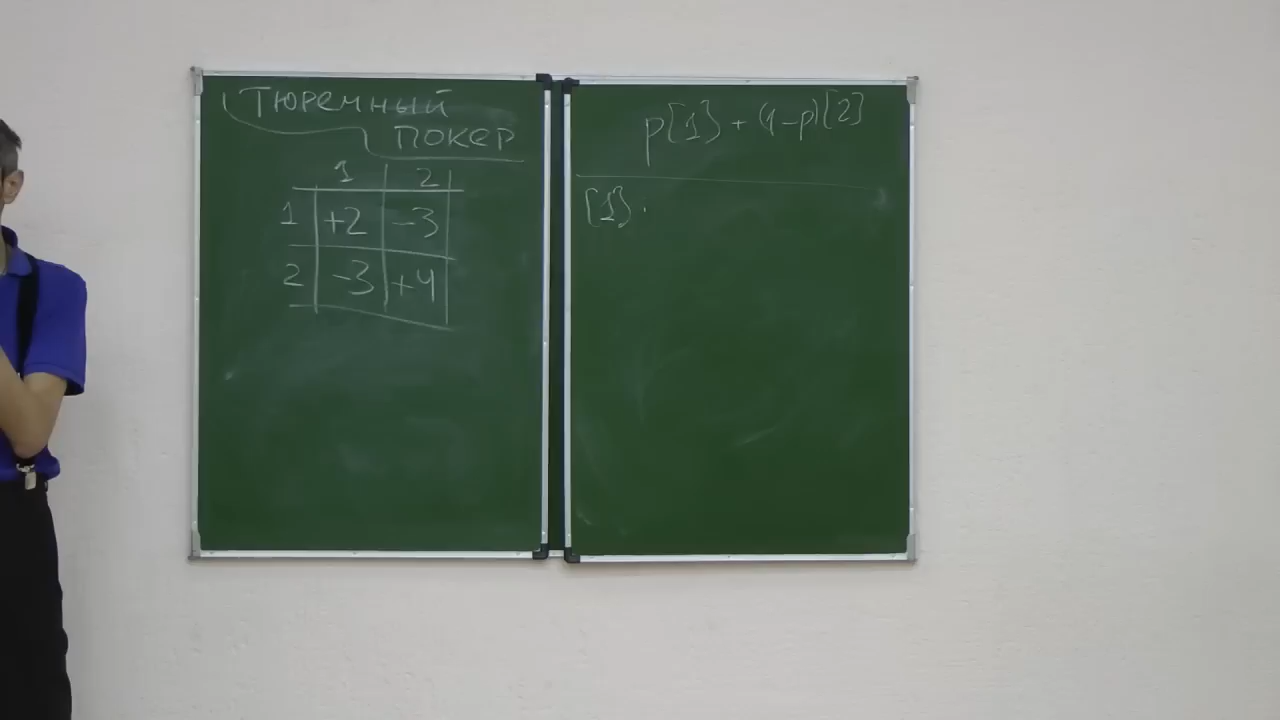 Тюремный
покер
1 2
1 +2 -3
2 -3 +4
p[1] + (1-p)[2]
[1].